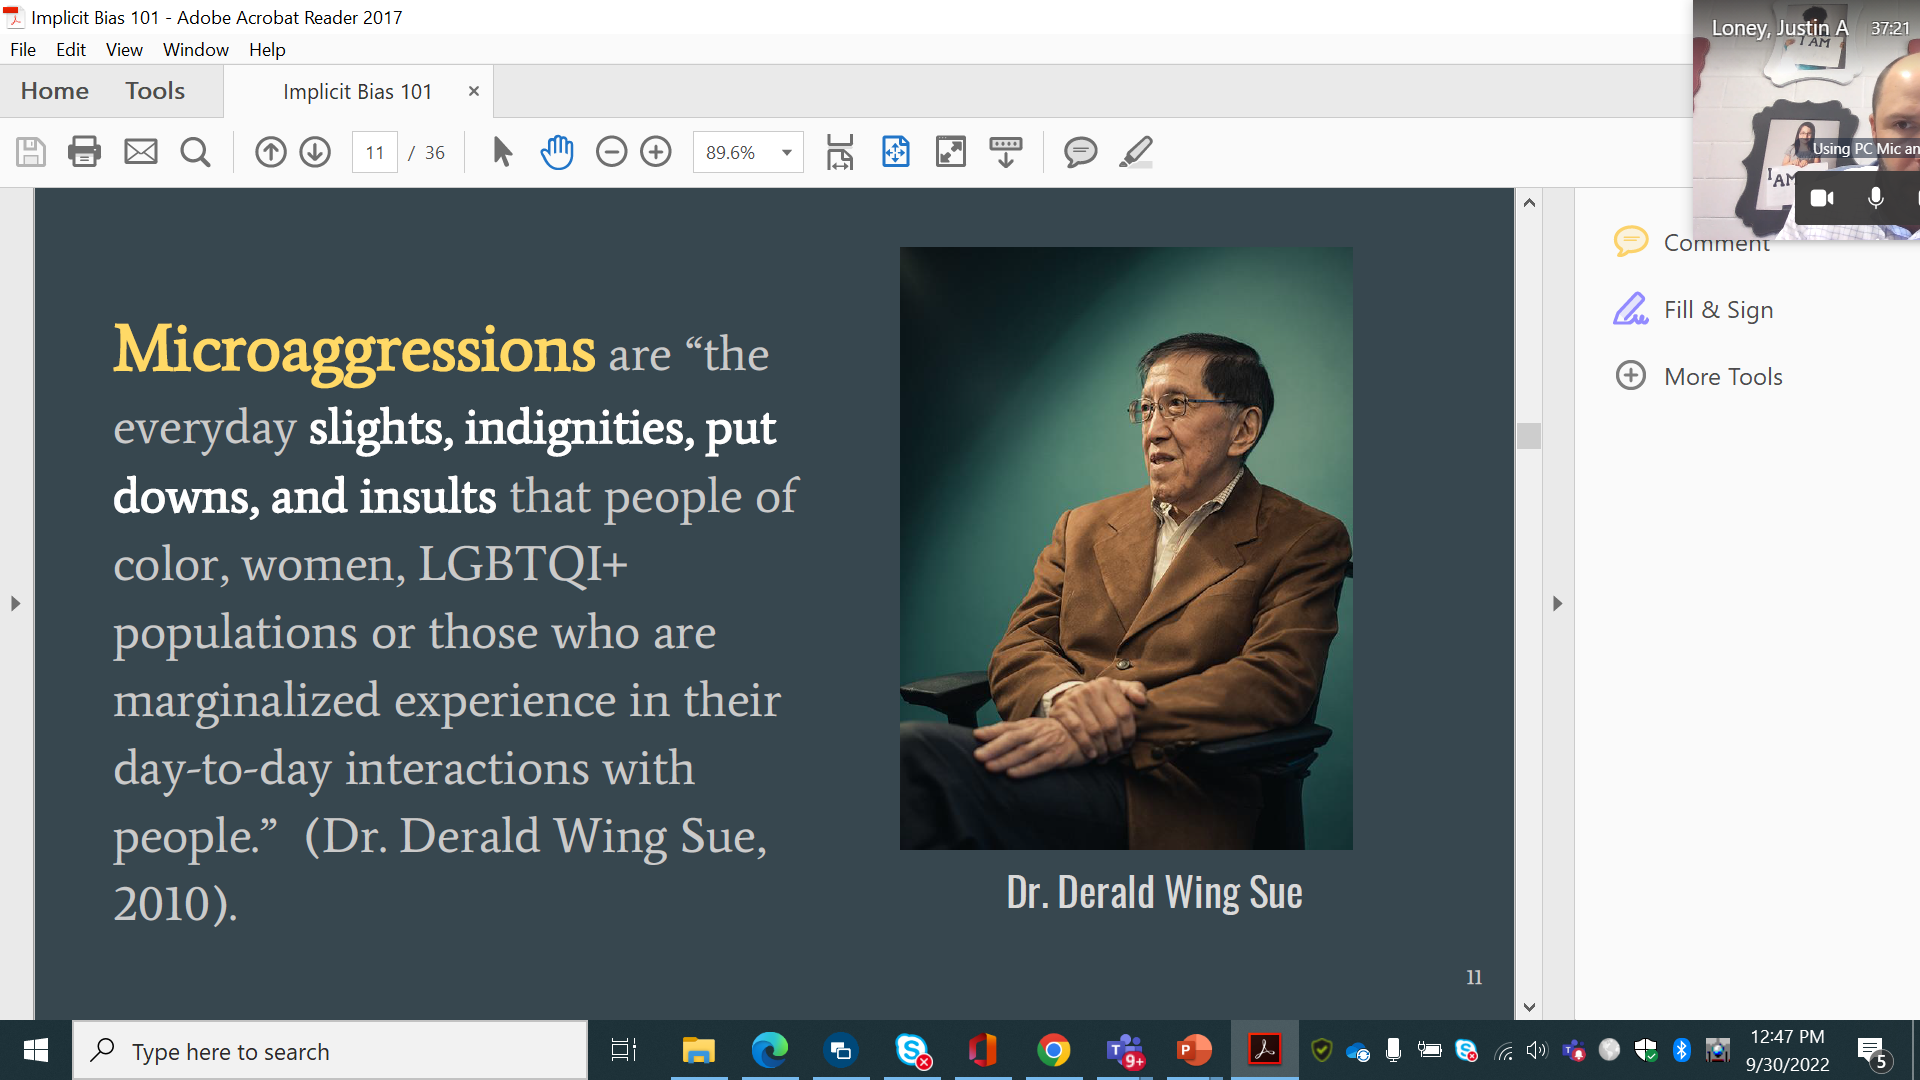 Implicit Bias 101 - Adobe Acrobat Reader 2017
File Edit View Window Help
Home Tools Implicit Bias 101 ×
11 / 36 89.6%
Loney, Justin A 37:21
I AM
Using PC Mic an
I AM
Comment
Fill & Sign
More Tools
Microaggressions are “the
everyday slights, indignities, put
downs, and insults that people of
color, women, LGBTQI+
populations or those who are
marginalized experience in their
day-to-day interactions with
people.” (Dr. Derald Wing Sue,
2010).
Dr. Derald Wing Sue
11
Type here to search
9+
12:47 PM
9/30/2022
5